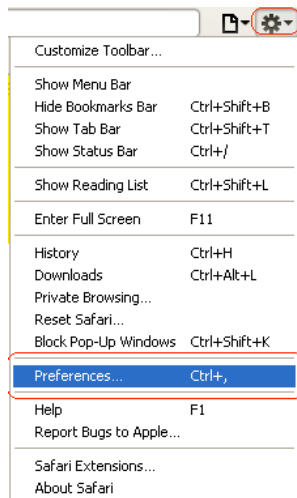 Customize Toolbar...
Show Menu Bar
Hide Bookmarks Bar Ctrl+Shift+B
Show Tab Bar Ctrl+Shift+T
Show Status Bar Ctrl+/
Show Reading List Ctrl+Shift+L
Enter Full Screen F11
History Ctrl+H
Downloads Ctrl+Alt+L
Private Browsing...
Reset Safari...
Block Pop-Up Windows Ctrl+Shift+K
Preferences... Ctrl+,
Help F1
Report Bugs to Apple...
Safari Extensions...
About Safari